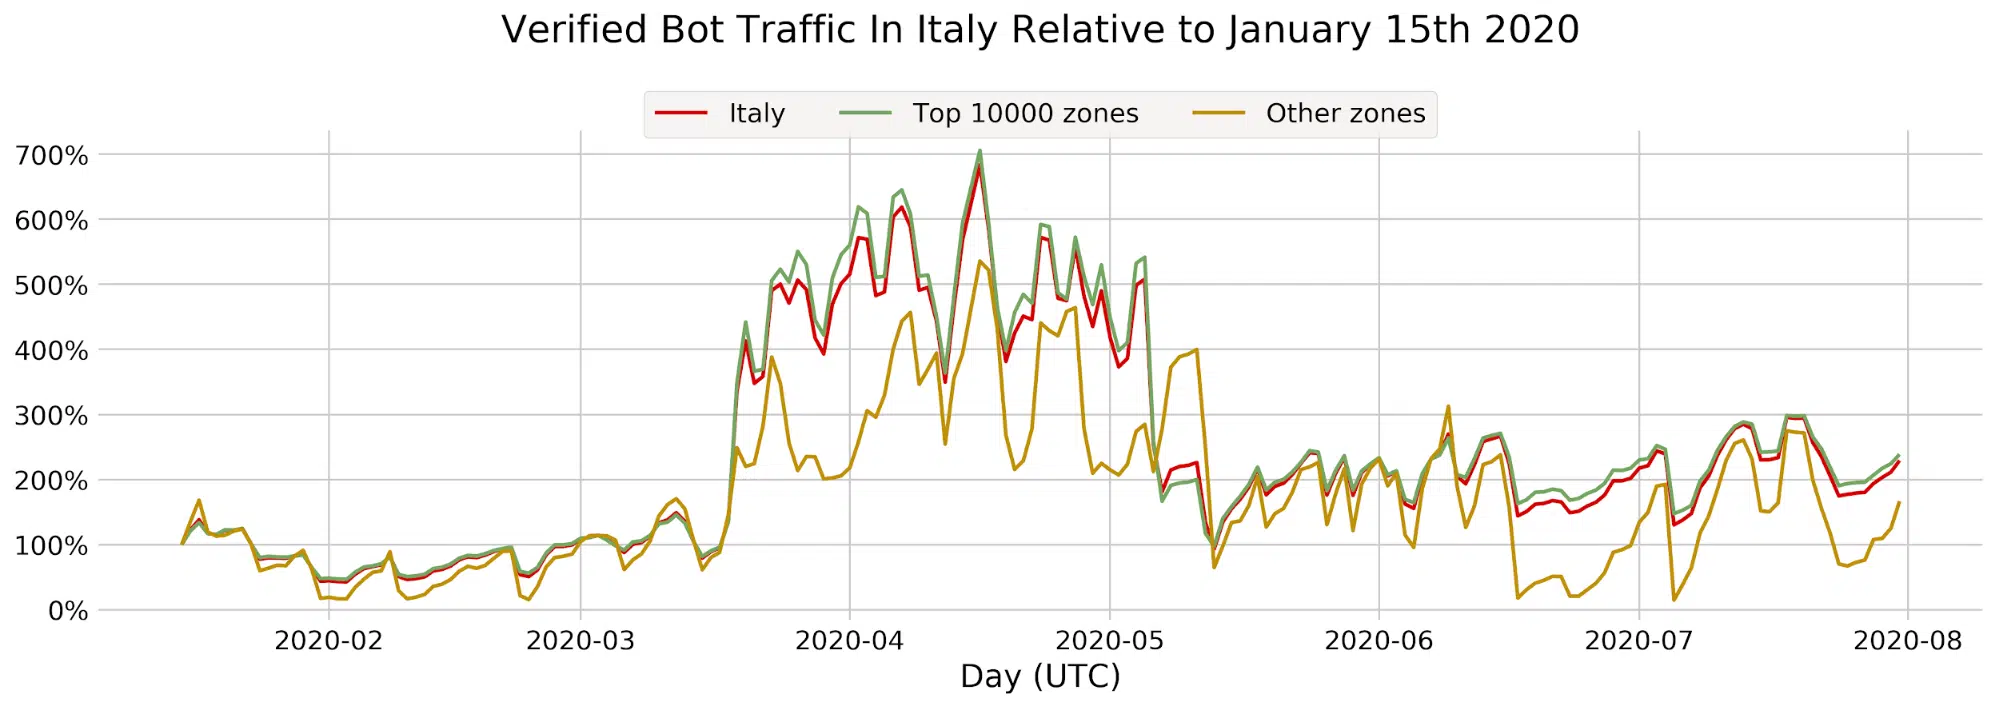 Verified Bot Traffic In Italy Relative to January 15th 2020
Italy Top 10000 zones Other zones
700%
600%
500%
400%
300%
200%
100%
0%
2020-02 2020-03 2020-04 2020-05 2020-06 2020-07 2020-08
Day (UTC)